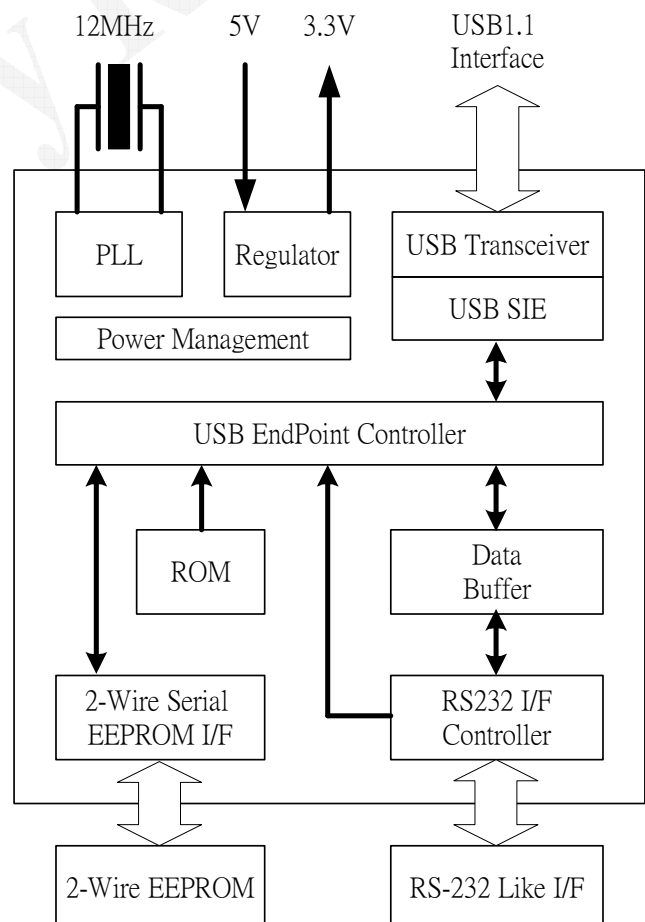 12MHz
5V
3.3V
USB1.1
Interface
PLL
Regulator
USB Transceiver
USB SIE
Power Management
USB EndPoint Controller
ROM
Data
Buffer
2-Wire Serial
EEPROM I/F
RS232 I/F
Controller
2-Wire EEPROM
RS-232 Like I/F